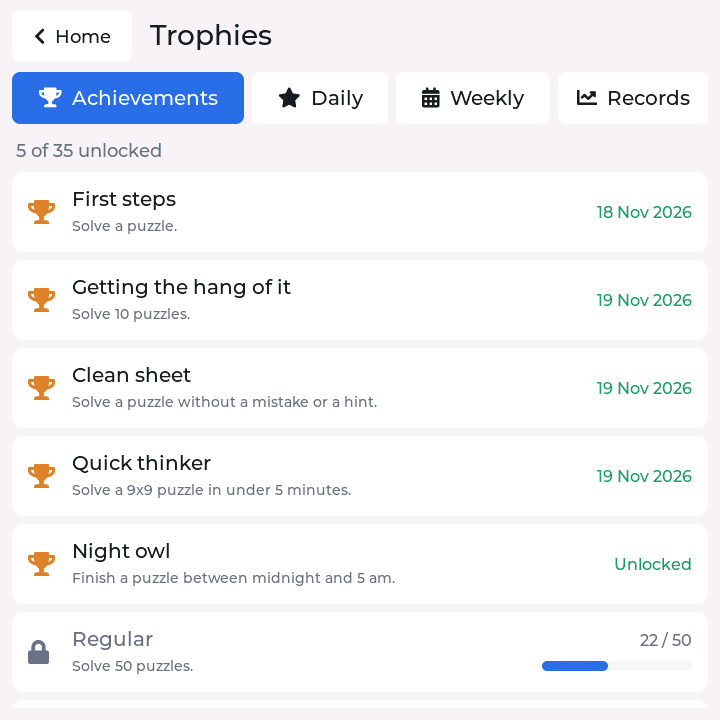 Home
Trophies
Achievements
Daily
Weekly
Records
5 of 35 unlocked
First steps
Solve a puzzle.
18 Nov 2026
Getting the hang of it
Solve 10 puzzles.
19 Nov 2026
Clean sheet
Solve a puzzle without a mistake or a hint.
19 Nov 2026
Quick thinker
Solve a 9x9 puzzle in under 5 minutes.
19 Nov 2026
Night owl
Finish a puzzle between midnight and 5 am.
Unlocked
Regular
Solve 50 puzzles.
22 / 50